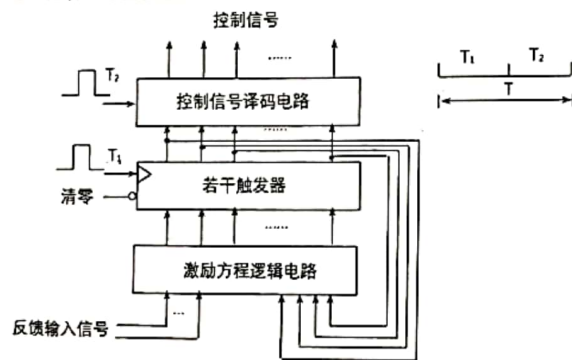 控制信号
……
T₂
控制信号译码电路
T₁ T₂
T
……
T₁
若干触发器
清零
……
激励方程逻辑电路
…
反馈输入信号